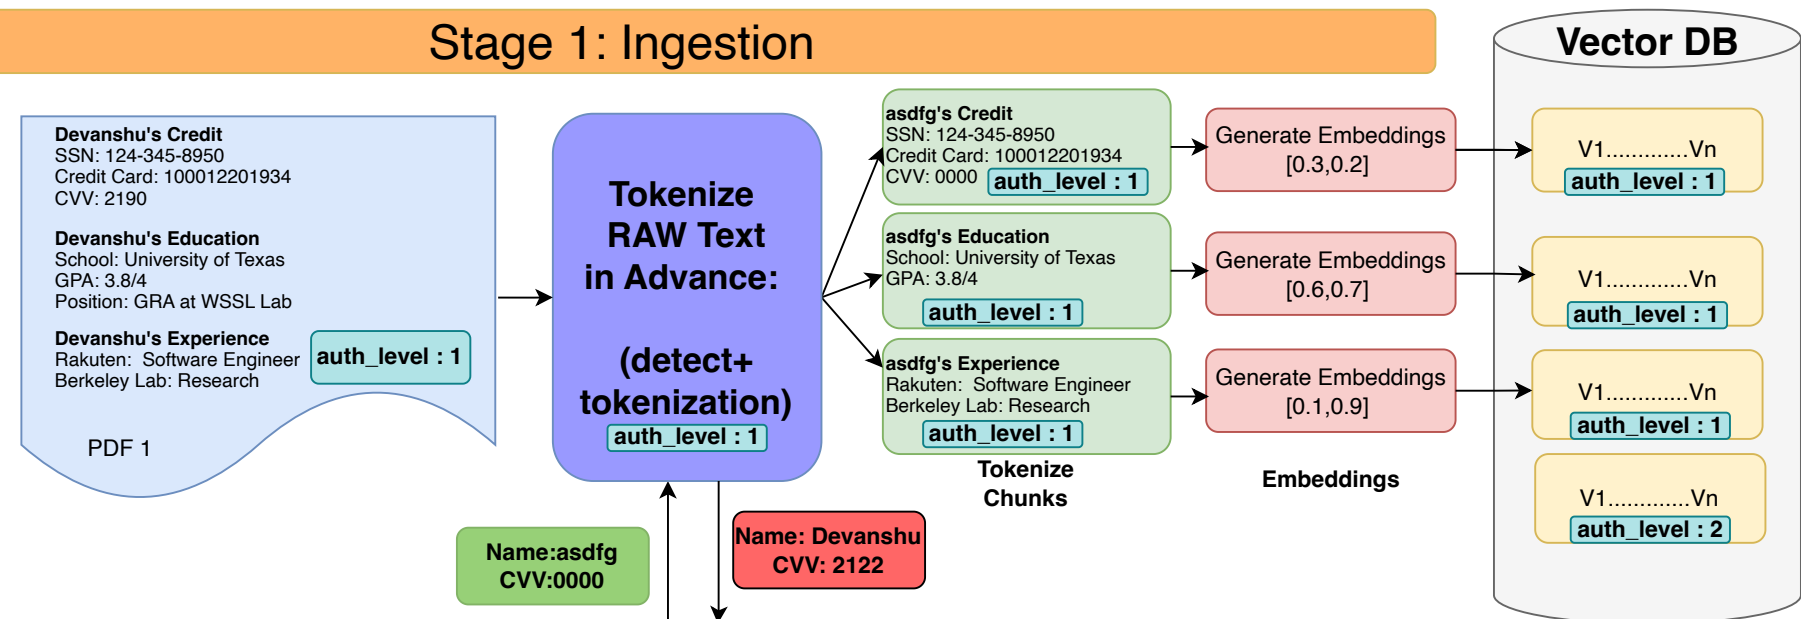 Stage 1: Ingestion
Vector DB
Devanshu's Credit
SSN: 124-345-8950
Credit Card: 100012201934
CVV: 2190
Devanshu's Education
School: University of Texas
GPA: 3.8/4
Position: GRA at WSSL Lab
Devanshu's Experience
Rakuten:  Software Engineer
Berkeley Lab: Research
auth_level : 1
PDF 1
Tokenize
RAW Text
in Advance:
(detect+
tokenization)
auth_level : 1
Name:asdfg
CVV:0000
Name: Devanshu
CVV: 2122
asdfg's Credit
SSN: 124-345-8950
Credit Card: 100012201934
CVV: 0000
auth_level : 1
asdfg's Education
School: University of Texas
GPA: 3.8/4
auth_level : 1
asdfg's Experience
Rakuten:  Software Engineer
Berkeley Lab: Research
auth_level : 1
Tokenize
Chunks
Generate Embeddings
[0.3,0.2]
Generate Embeddings
[0.6,0.7]
Generate Embeddings
[0.1,0.9]
Embeddings
V1.............Vn
auth_level : 1
V1.............Vn
auth_level : 1
V1.............Vn
auth_level : 1
V1.............Vn
auth_level : 2